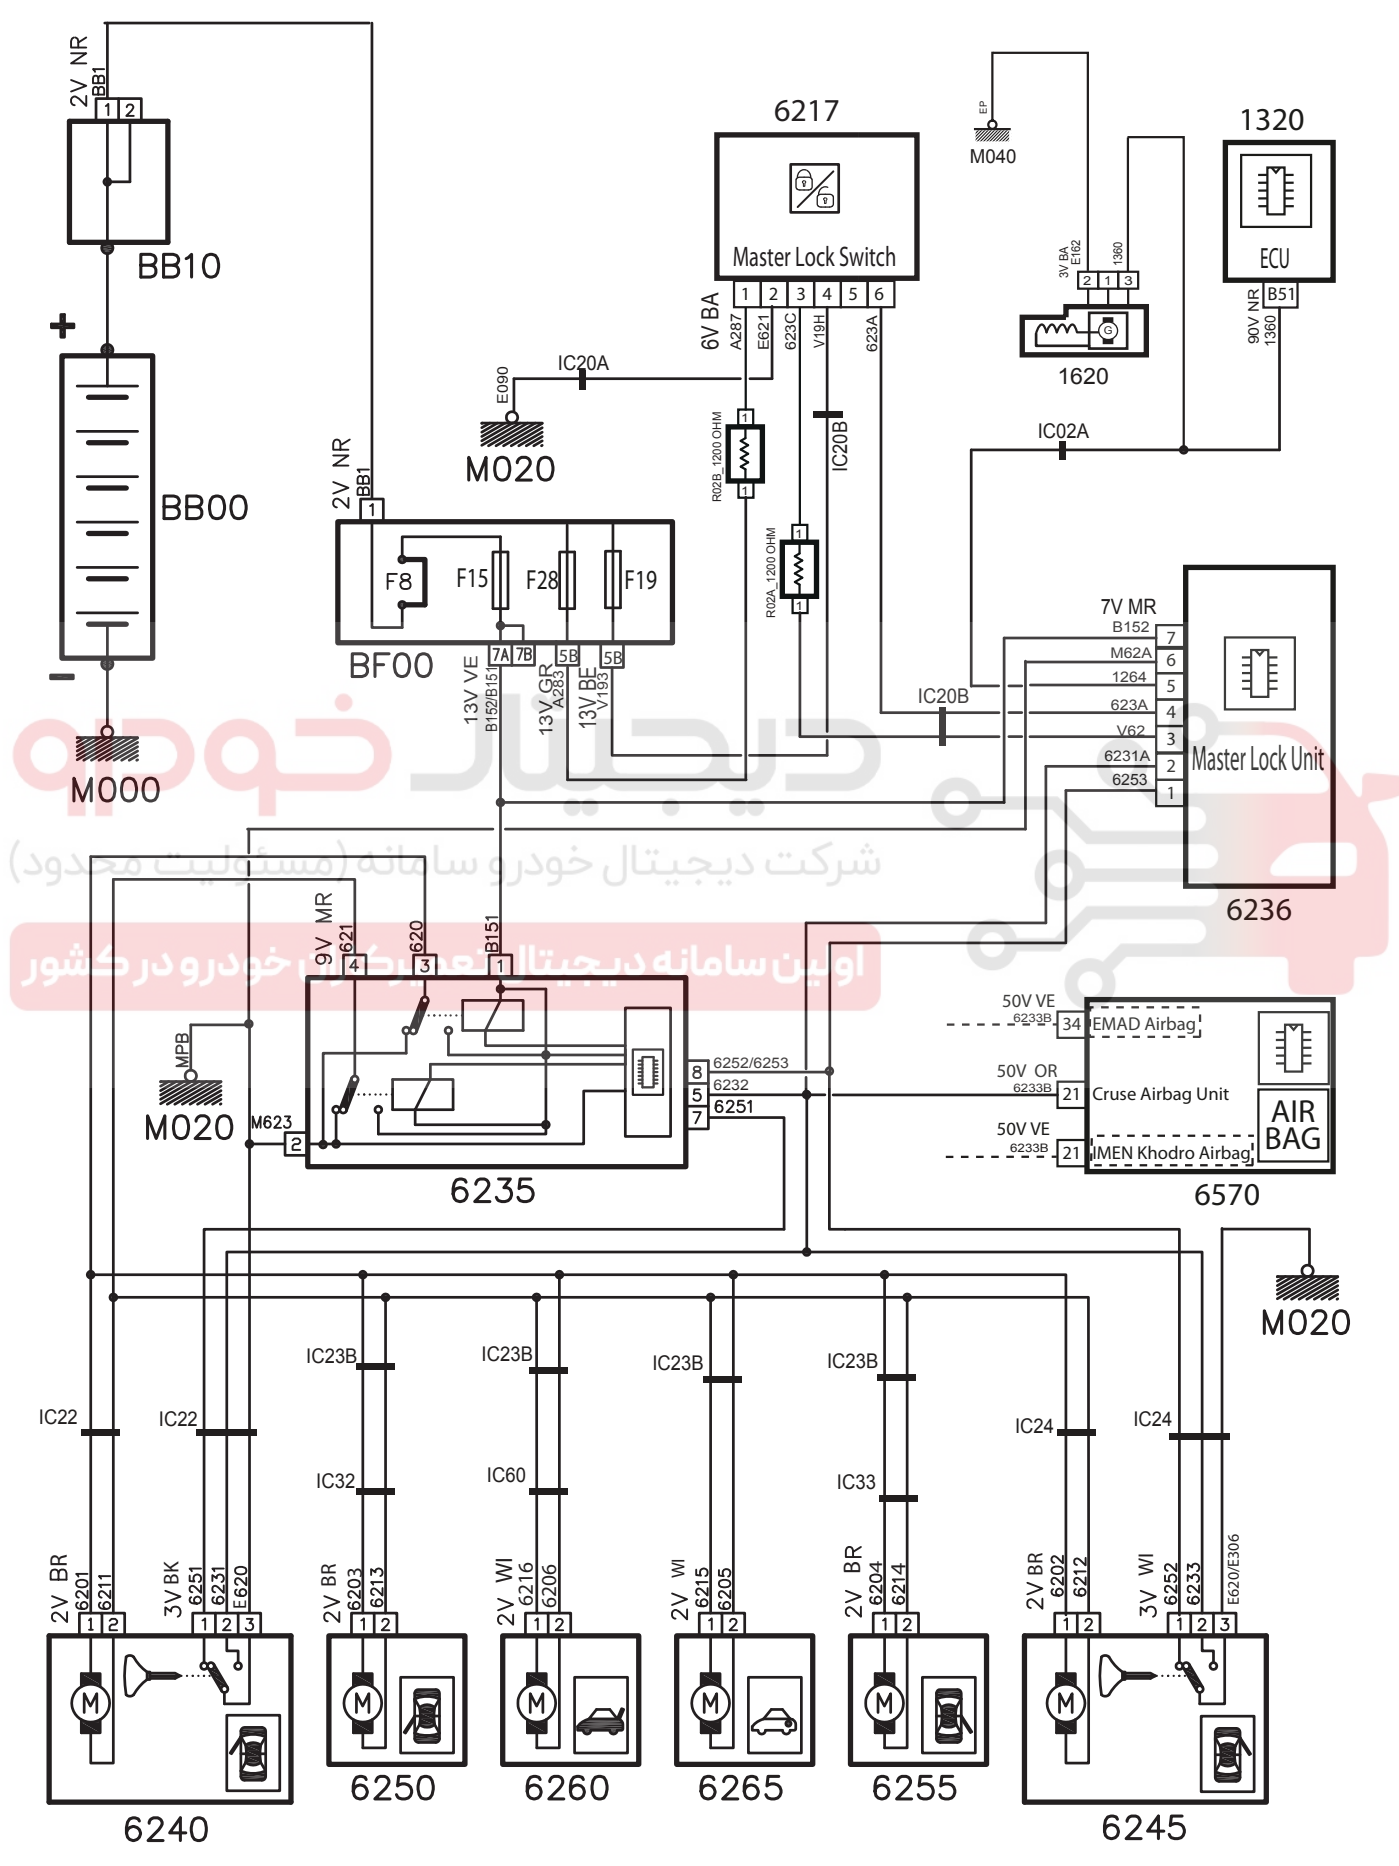 2V NR
BB1
1 2
BB10
+
BB00
-
M000
6217
Master Lock Switch
6V BA
1 2 3 4 5 6
A287
E621
623C
V19H
623A
IC20A
E090
M020
R02B_1200 OHM
1
1
IC20B
R02A_1200 OHM
1
1
EP
M040
3V BA
E162
1360
2 1 3
G
1620
1320
ECU
B51
90V NR
1360
IC02A
2V NR
BB1
1
F8
F15
F28
F19
BF00
7A 7B
5B
5B
13V VE
B152/B151
13V GR
A283
13V BE
V193
7V MR
B152 7
M62A 6
1264 5
623A 4
V62 3
6231A 2
6253 1
IC20B
Master Lock Unit
6236
دیجیتال خودرو
شرکت دیجیتال خودرو سامانه (مسئولیت محدود)
اولین سامانه دیجیتال تعمیرکاران خودرو در کشور
9V MR
621
620
B151
4 3 1
MPB
M020
M623
2
8 6252/6253
5 6232
7 6251
6235
50V VE
6233B
34 EMAD Airbag
50V OR
6233B
21 Cruse Airbag Unit
50V VE
6233B
21 IMEN Khodro Airbag
AIR
BAG
6570
M020
IC22
IC22
IC23B
IC32
IC23B
IC60
IC23B
IC23B
IC33
IC24
IC24
2V BR
6201
6211
1 2
3V BK
6251
6231
E620
1 2 3
M
6240
2V BR
6203
6213
1 2
M
6250
2V WI
6216
6206
1 2
M
6260
2V WI
6215
6205
1 2
M
6265
2V BR
6204
6214
1 2
M
6255
2V BR
6202
6212
1 2
3V WI
6252
6233
E620/E306
1 2 3
M
6245